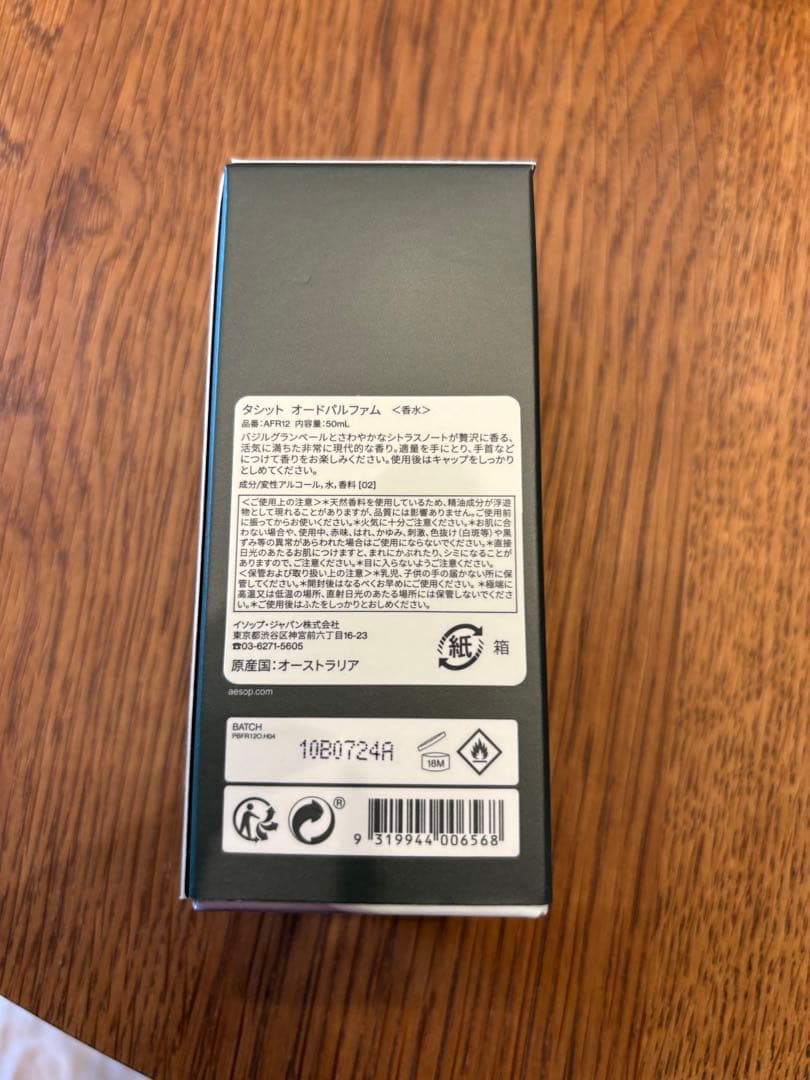 タシット オードパルファム ＜香水＞
品番：AFR12 内容量：50mL
バジルグランベールとさわやかなシトラスノートが贅沢に香る、
活気に満ちた非常に現代的な香り。適量を手にとり、手首など
につけて香りをお楽しみください。使用後はキャップをしっかり
としめてください。
成分/変性アルコール, 水, 香料 [02]
＜ご使用上の注意＞＊天然香料を使用しているため、精油成分が浮遊
物として現れることがありますが、品質には影響ありません。ご使用前
に振ってからお使いください。＊火気に十分ご注意ください。＊お肌に合
わない場合や、使用中、赤味、はれ、かゆみ、刺激、色抜け（白斑等）や黒
ずみ等の異常があらわれた場合はご使用にならないでください。＊直接
日光のあたるお肌につけますと、まれにかぶれたり、シミになることが
ありますので、ご注意ください。＊目に入らないようご注意ください。
＜保管および取り扱い上の注意＞＊乳児、子供の手の届かない所に保
管してください。＊開封後はなるべくお早めにご使用ください。＊極端に
高温又は低温の場所、直射日光のあたる場所には保管しないでくださ
い。＊ご使用後はふたをしっかりとおしめください。
イソップ・ジャパン株式会社
東京都渋谷区神宮前六丁目16-23
☎03-6271-5605
原産国：オーストラリア
紙 箱
aesop.com
BATCH
PBFR12O.H04
10B0724A
18M
®
9 319944 006568